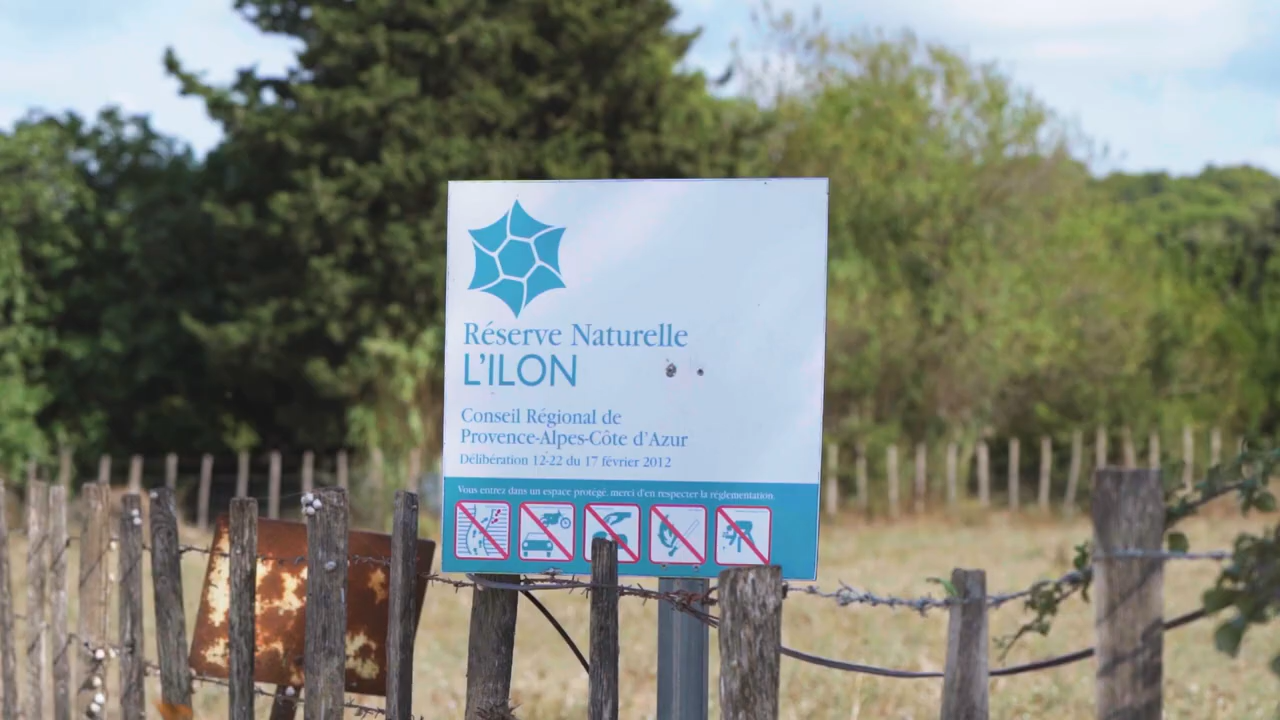 Réserve Naturelle
L'ILON
Conseil Régional de
Provence-Alpes-Côte d'Azur
Délibération 12-22 du 17 février 2012
Vous entrez dans un espace protégé, merci d'en respecter la réglementation.